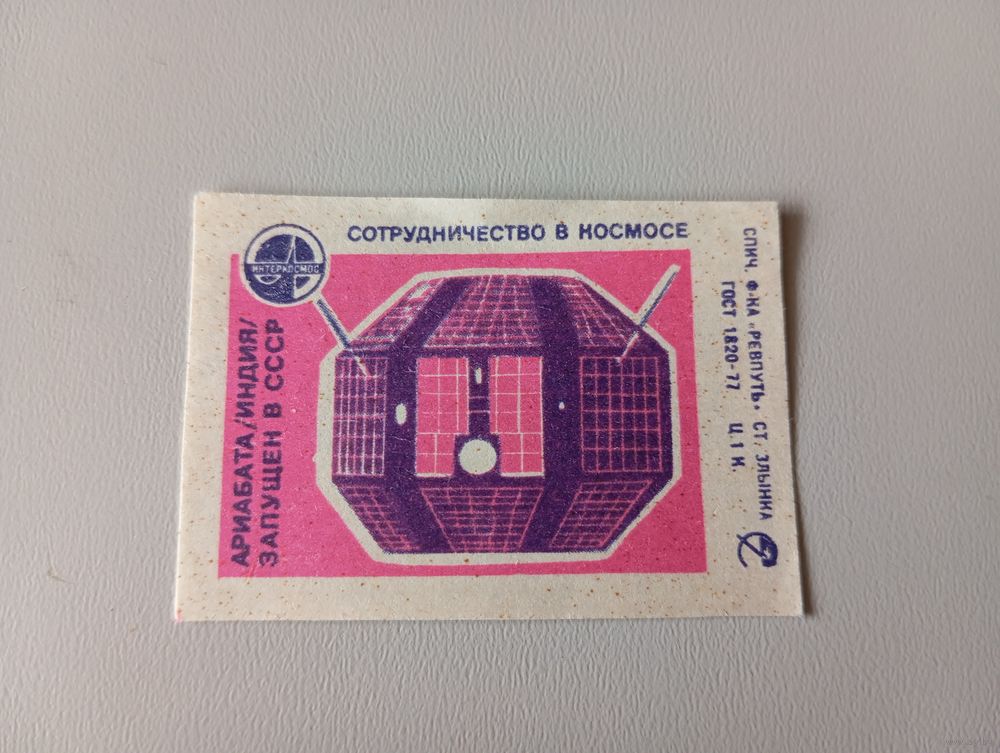 СОТРУДНИЧЕСТВО В КОСМОСЕ
ИНТЕРКОСМОС
АРИАБАТА/ИНДИЯ/
ЗАПУЩЕН В СССР
СПИЧ. Ф-КА „РЕВПУТЬ" СТ. ЗЛЫНКА
ГОСТ 1820-77 Ц. 1 К.